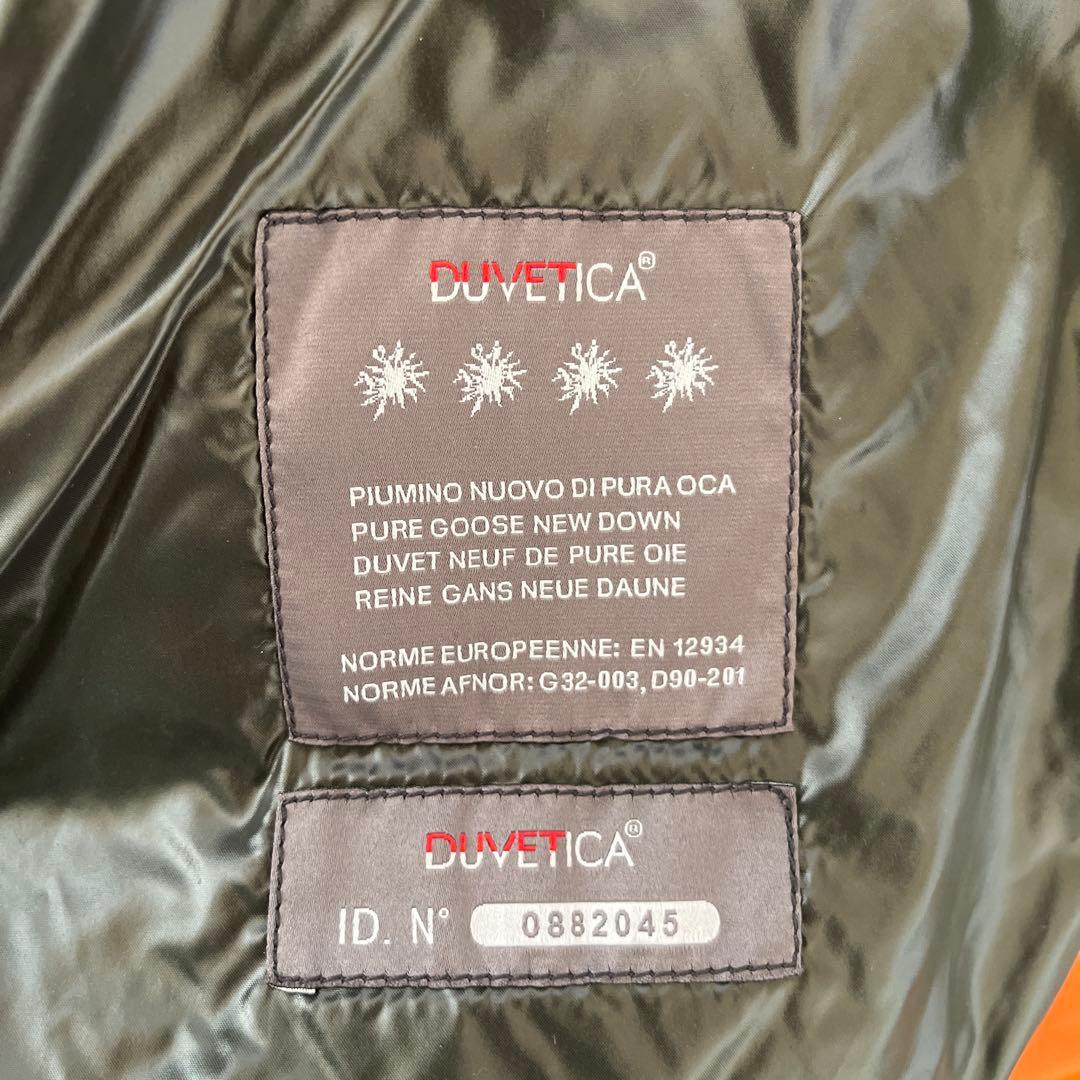 DUVETICA®
PIUMINO NUOVO DI PURA OCA
PURE GOOSE NEW DOWN
DUVET NEUF DE PURE OIE
REINE GANS NEUE DAUNE
NORME EUROPEENNE: EN 12934
NORME AFNOR: G32-003, D90-201
DUVETICA®
ID. N° 0882045